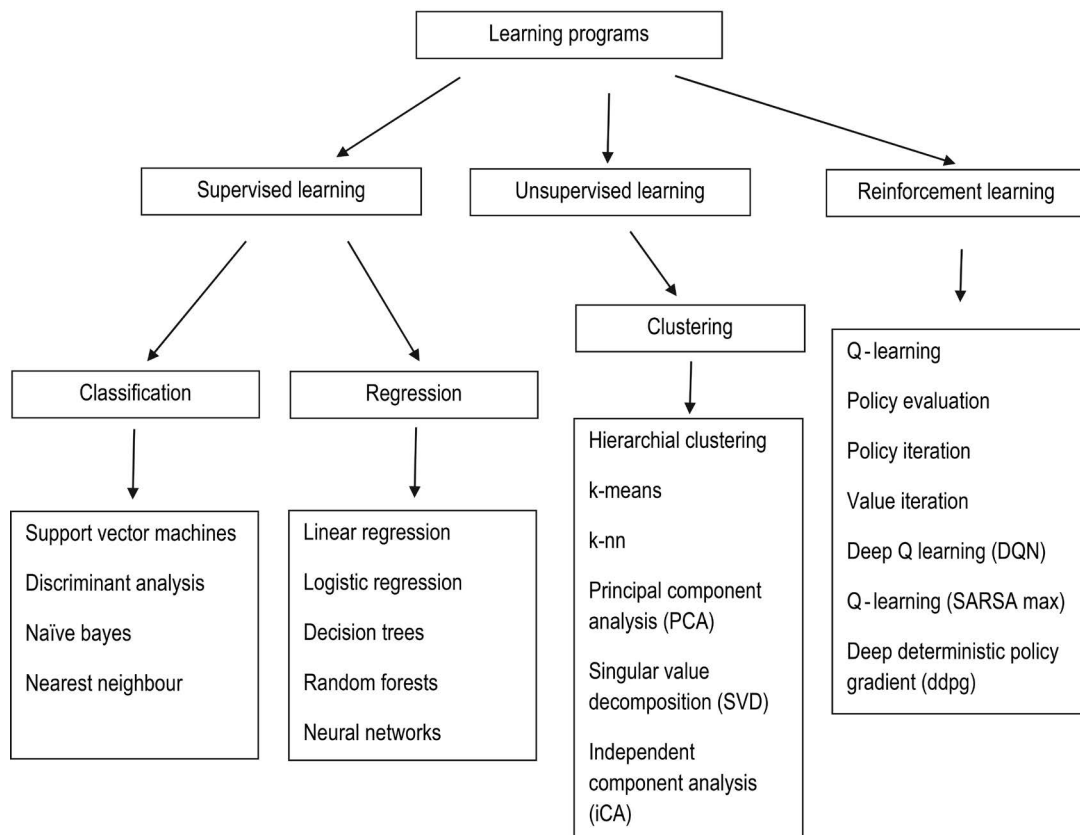 Learning programs
Supervised learning
Unsupervised learning
Reinforcement learning
Classification
Regression
Clustering
Support vector machines
Discriminant analysis
Naïve bayes
Nearest neighbour
Linear regression
Logistic regression
Decision trees
Random forests
Neural networks
Hierarchial clustering
k-means
k-nn
Principal component
analysis (PCA)
Singular value
decomposition (SVD)
Independent
component analysis
(iCA)
Q-learning
Policy evaluation
Policy iteration
Value iteration
Deep Q learning (DQN)
Q-learning (SARSA max)
Deep deterministic policy
gradient (ddpg)